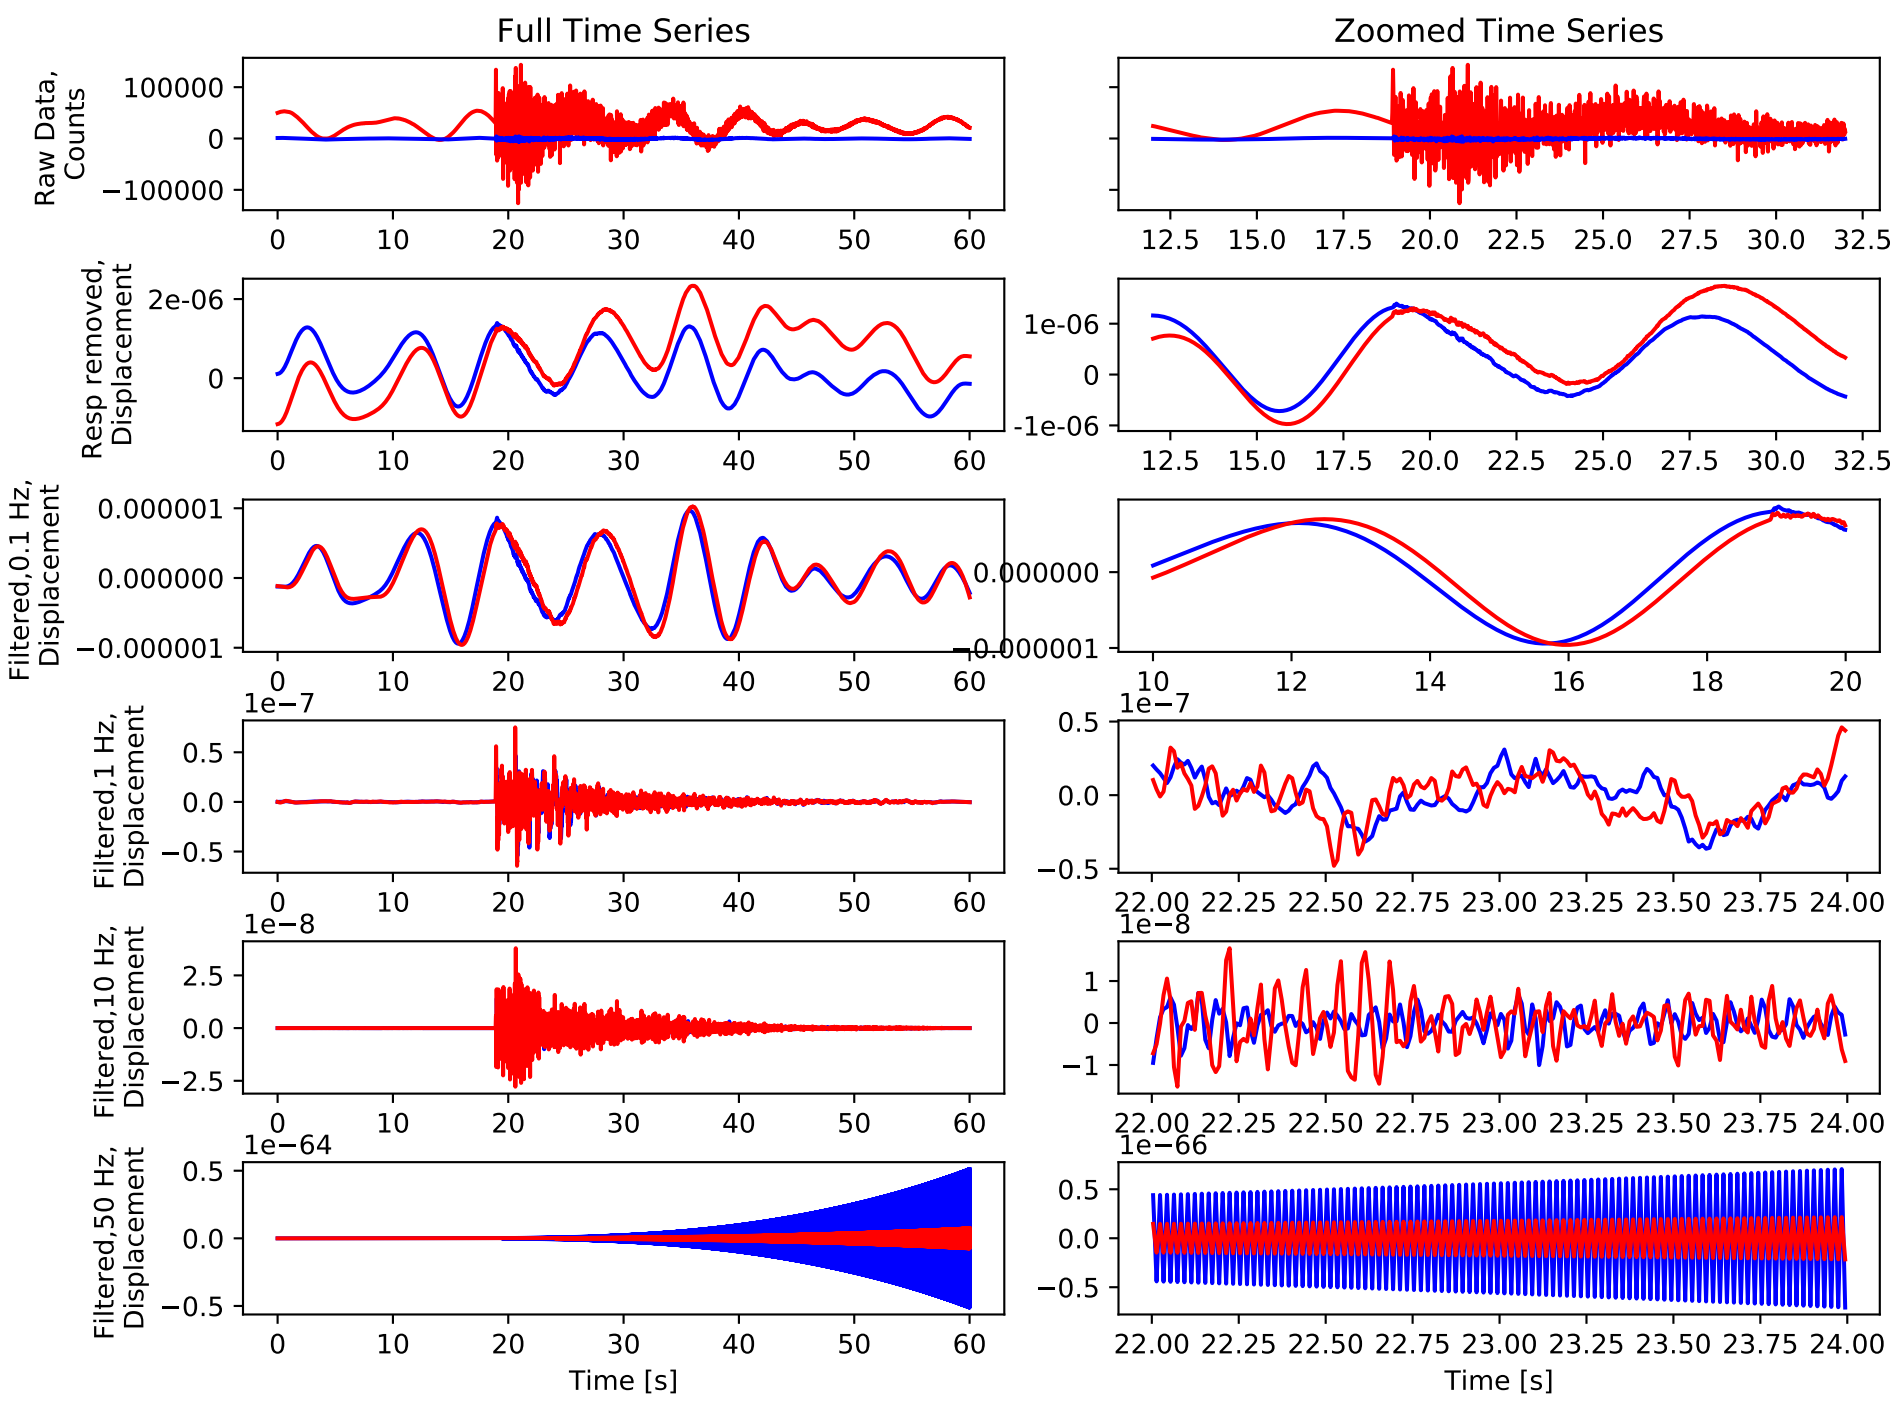 Full Time Series
Zoomed Time Series
Raw Data,
Counts
100000
0
−100000
0 10 20 30 40 50 60
12.5 15.0 17.5 20.0 22.5 25.0 27.5 30.0 32.5
Resp removed,
Displacement
2e-06
0
0 10 20 30 40 50 60
1e-06
0
-1e-06
12.5 15.0 17.5 20.0 22.5 25.0 27.5 30.0 32.5
Filtered,0.1 Hz,
Displacement
0.000001
0.000000
−0.000001
0 10 20 30 40 50 60
0.000000
−0.000001
10 12 14 16 18 20
Filtered,1 Hz,
Displacement
1e−7
0.5
0.0
−0.5
0 10 20 30 40 50 60
1e−7
0.5
0.0
−0.5
22.00 22.25 22.50 22.75 23.00 23.25 23.50 23.75 24.00
Filtered,10 Hz,
Displacement
1e−8
2.5
0.0
−2.5
0 10 20 30 40 50 60
1e−8
1
0
−1
22.00 22.25 22.50 22.75 23.00 23.25 23.50 23.75 24.00
Filtered,50 Hz,
Displacement
1e−64
0.5
0.0
−0.5
0 10 20 30 40 50 60
Time [s]
1e−66
0.5
0.0
−0.5
22.00 22.25 22.50 22.75 23.00 23.25 23.50 23.75 24.00
Time [s]